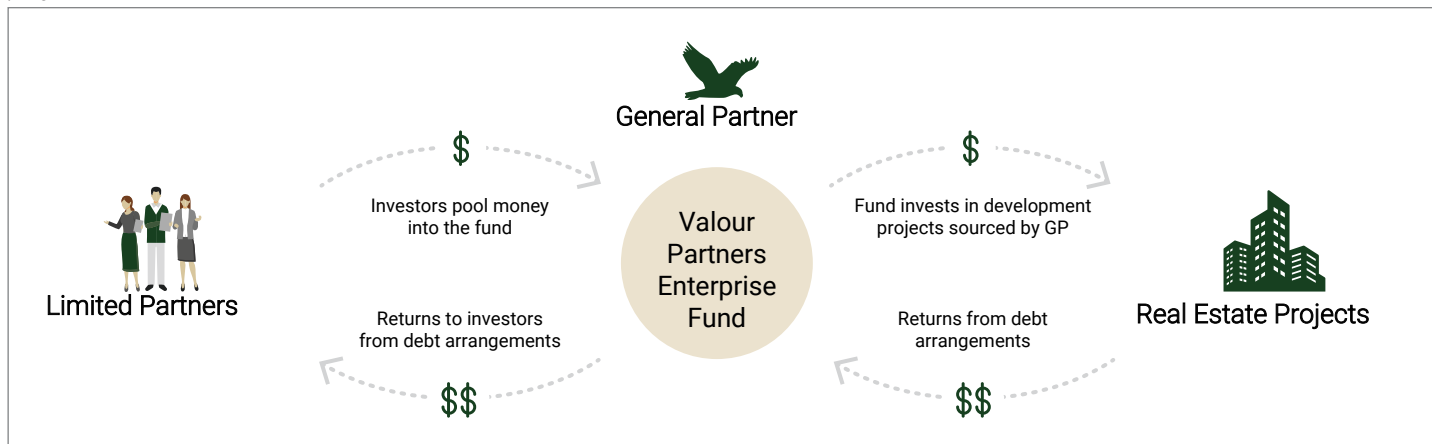 General Partner
$
$
Investors pool money
into the fund
Valour
Partners
Enterprise
Fund
Fund invests in development
projects sourced by GP
Limited Partners
Returns to investors
from debt arrangements
Returns from debt
arrangements
Real Estate Projects
$$
$$